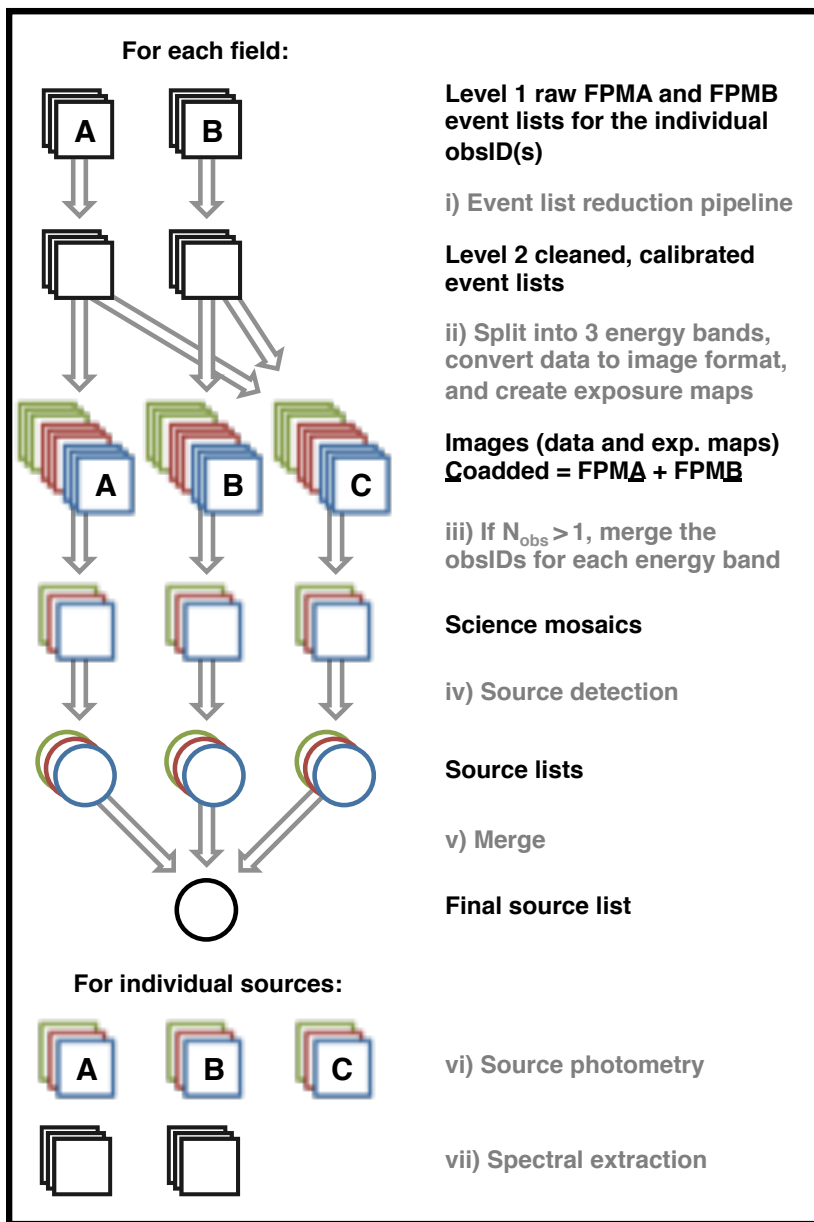 For each field:
A
B
Level 1 raw FPMA and FPMB
event lists for the individual
obsID(s)
i) Event list reduction pipeline
Level 2 cleaned, calibrated
event lists
ii) Split into 3 energy bands,
convert data to image format,
and create exposure maps
A
B
C
Images (data and exp. maps)
Coadded = FPMA + FPMB
iii) If Nobs > 1, merge the
obsIDs for each energy band
Science mosaics
iv) Source detection
Source lists
v) Merge
Final source list
For individual sources:
A
B
C
vi) Source photometry
vii) Spectral extraction